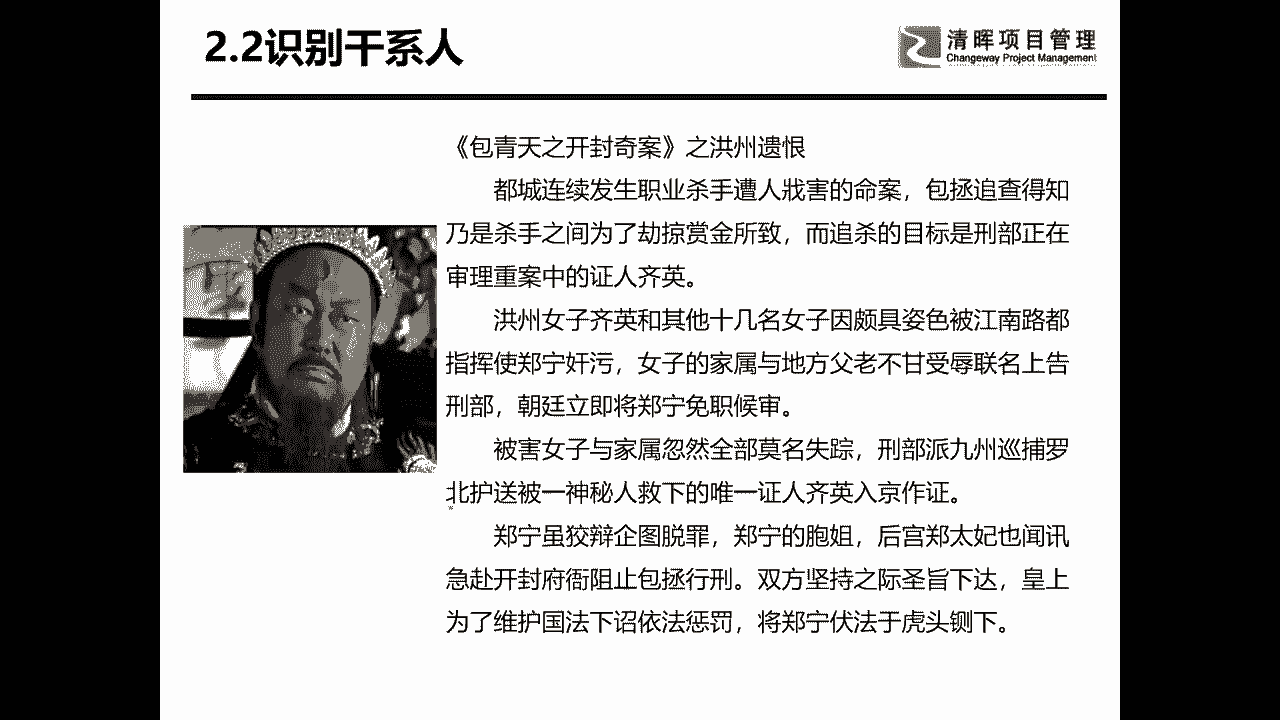 2.2识别干系人
清晖项目管理
Changeway Project Management
《包青天之开封奇案》之洪州遗恨
都城连续发生职业杀手遭人戕害的命案，包拯追查得知
乃是杀手之间为了劫掠赏金所致，而追杀的目标是刑部正在
审理重案中的证人齐英。
洪州女子齐英和其他十几名女子因颇具姿色被江南路都
指挥使郑宁奸污，女子的家属与地方父老不甘受辱联名上告
刑部，朝廷立即将郑宁免职候审。
被害女子与家属忽然全部莫名失踪，刑部派九州巡捕罗
北护送被一神秘人救下的唯一证人齐英入京作证。
郑宁虽狡辩企图脱罪，郑宁的胞姐，后宫郑太妃也闻讯
急赴开封府衙阻止包拯行刑。双方坚持之际圣旨下达，皇上
为了维护国法下诏依法惩罚，将郑宁伏法于虎头铡下。